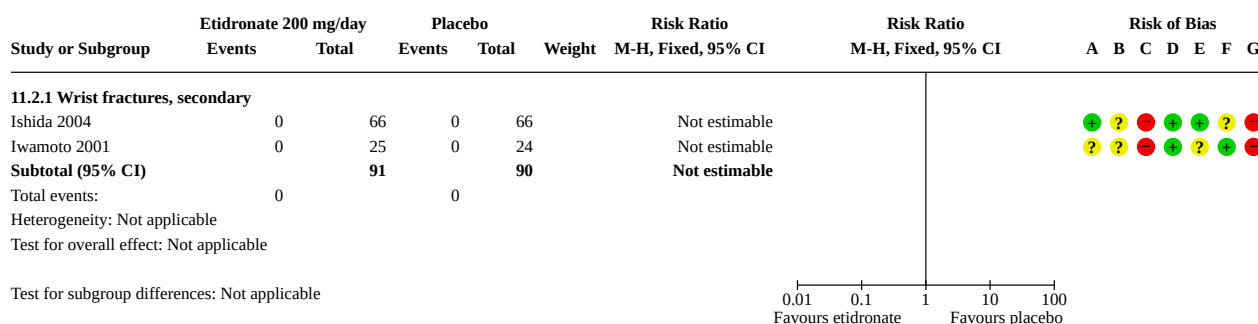 Etidronate 200 mg/day Placebo Risk Ratio Risk Ratio Risk of Bias
Study or Subgroup Events Total Events Total Weight M-H, Fixed, 95% CI M-H, Fixed, 95% CI A B C D E F G
11.2.1 Wrist fractures, secondary
Ishida 2004 0 66 0 66 Not estimable + ? − + + ? −
Iwamoto 2001 0 25 0 24 Not estimable ? ? − + ? + −
Subtotal (95% CI) 91 90 Not estimable
Total events: 0 0
Heterogeneity: Not applicable
Test for overall effect: Not applicable
Test for subgroup differences: Not applicable
0.01 0.1 1 10 100
Favours etidronate Favours placebo